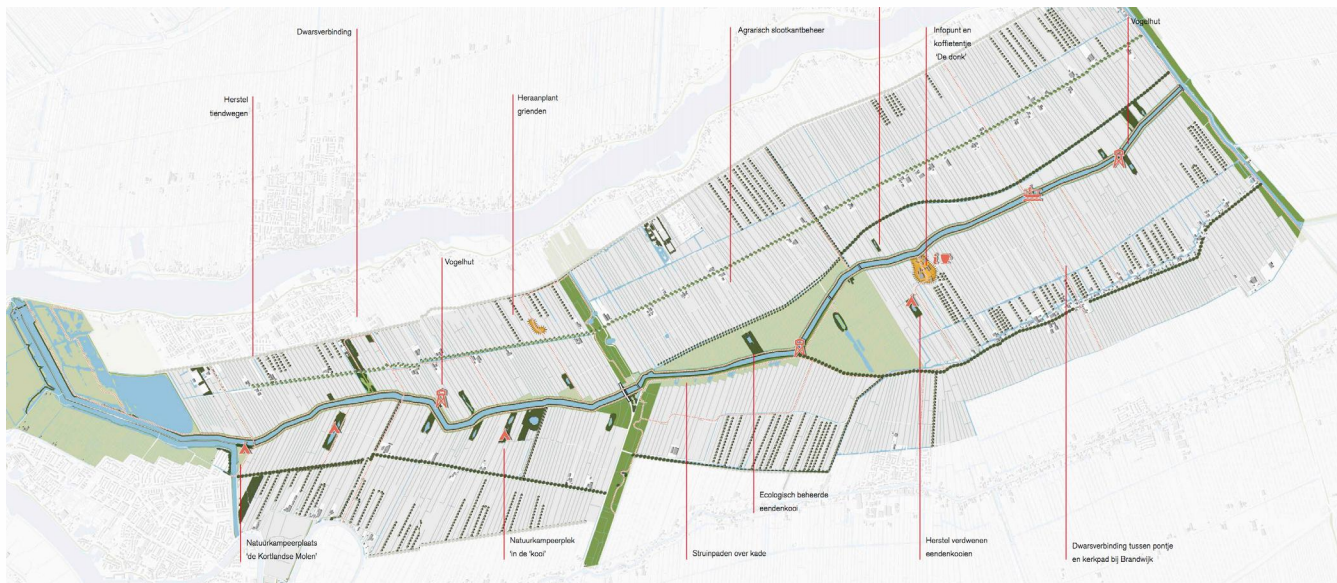 Dwarsverbinding
Agrarisch slootkantbeheer
Infopunt en
koffietentje
'De donk'
Vogelhut
Herstel
tiendwegen
Heraanplant
grienden
Vogelhut
Natuurkampeerplaats
'de Kortlandse Molen'
Natuurkampeerplek
'in de 'kooi'
Struinpaden over kade
Ecologisch beheerde
eendenkooi
Herstel verdwenen
eendenkooien
Dwarsverbinding tussen pontje
en kerkpad bij Brandwijk